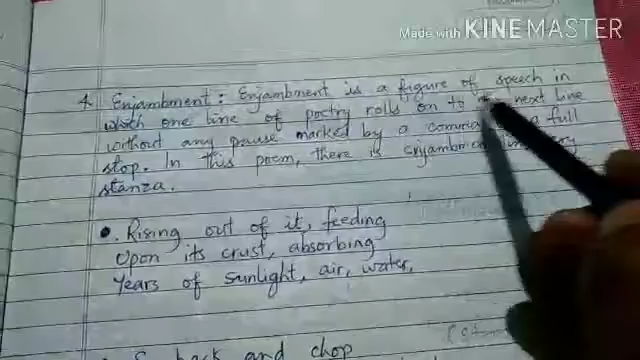 Made with KINEMASTER
4. Enjambment: Enjambment is a figure of speech in
which one line of poetry rolls on to next line
without any pause marked by a comma a full
stop. In this poem, there is every
stanza.
•. Rising out of it, feeding
Upon its crust, absorbing
Years of sunlight, air, water,
back and chop